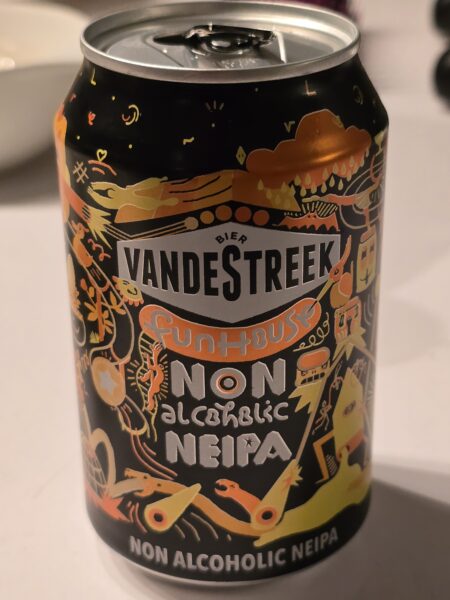 BIER
VANDESTREEK
FUNHOUSE
NON
alcoholic
NEIPA
NON ALCOHOLIC NEIPA